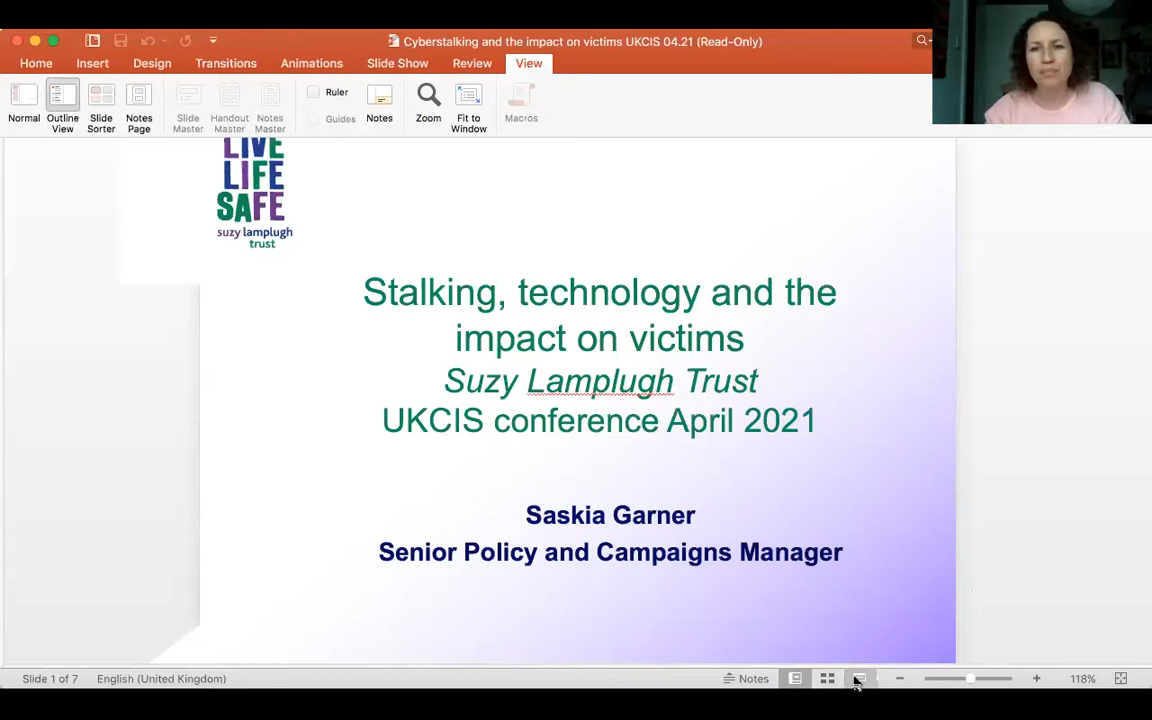 Cyberstalking and the impact on victims UKCIS 04.21 (Read-Only)
Home Insert Design Transitions Animations Slide Show Review View
Normal
Outline View
Slide Sorter
Notes Page
Slide Master
Handout Master
Notes Master
Ruler
Guides
Notes
Zoom
Fit to Window
Macros
LIVE
LIFE
SAFE
suzy lamplugh
trust
Stalking, technology and the
impact on victims
Suzy Lamplugh Trust
UKCIS conference April 2021
Saskia Garner
Senior Policy and Campaigns Manager
Slide 1 of 7 English (United Kingdom) Notes 118%